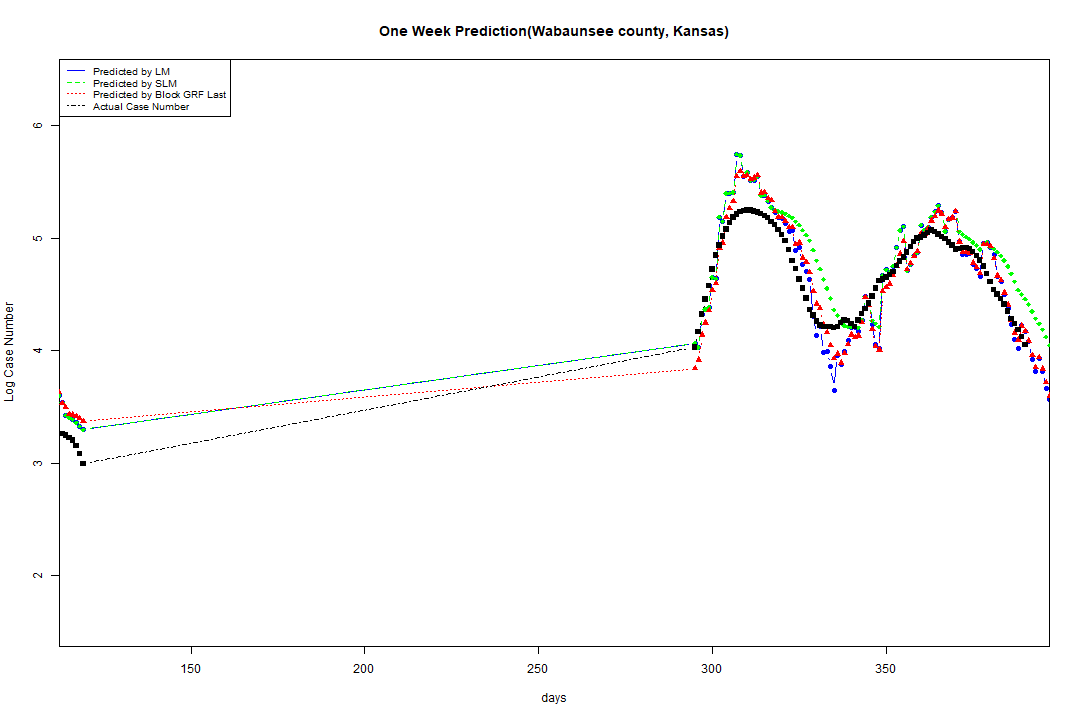 One Week Prediction(Wabaunsee county, Kansas)
Predicted by LM
Predicted by SLM
Predicted by Block GRF Last
Actual Case Number
6
5
4
3
2
Log Case Number
150 200 250 300 350
days